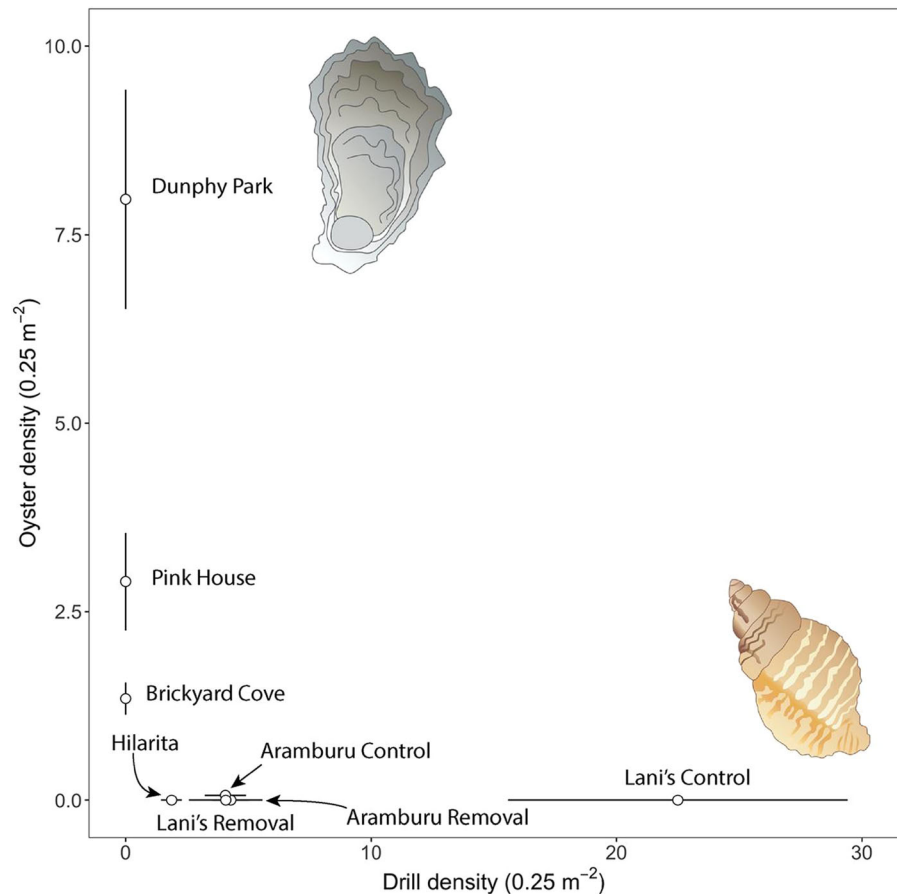 10.0
Dunphy Park
7.5
Oyster density (0.25 m⁻²)
5.0
Pink House
2.5
Brickyard Cove
Hilarita
Aramburu Control
Lani's Control
0.0
Lani's Removal
Aramburu Removal
0 10 20 30
Drill density (0.25 m⁻²)